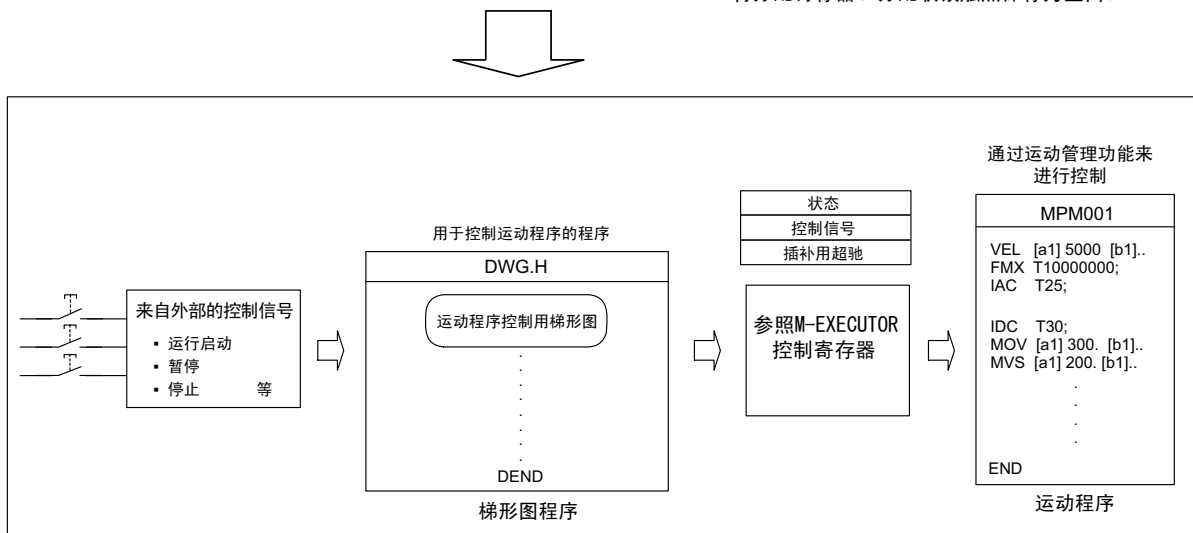 来自外部的控制信号
▪ 运行启动
▪ 暂停
▪ 停止 等
用于控制运动程序的程序
DWG.H
运动程序控制用梯形图
DEND
梯形图程序
状态
控制信号
插补用超驰
参照M-EXECUTOR
控制寄存器
通过运动管理功能来
进行控制
MPM001
VEL [a1] 5000 [b1]..
FMX T10000000;
IAC T25;
IDC T30;
MOV [a1] 300. [b1]..
MVS [a1] 200. [b1]..
END
运动程序